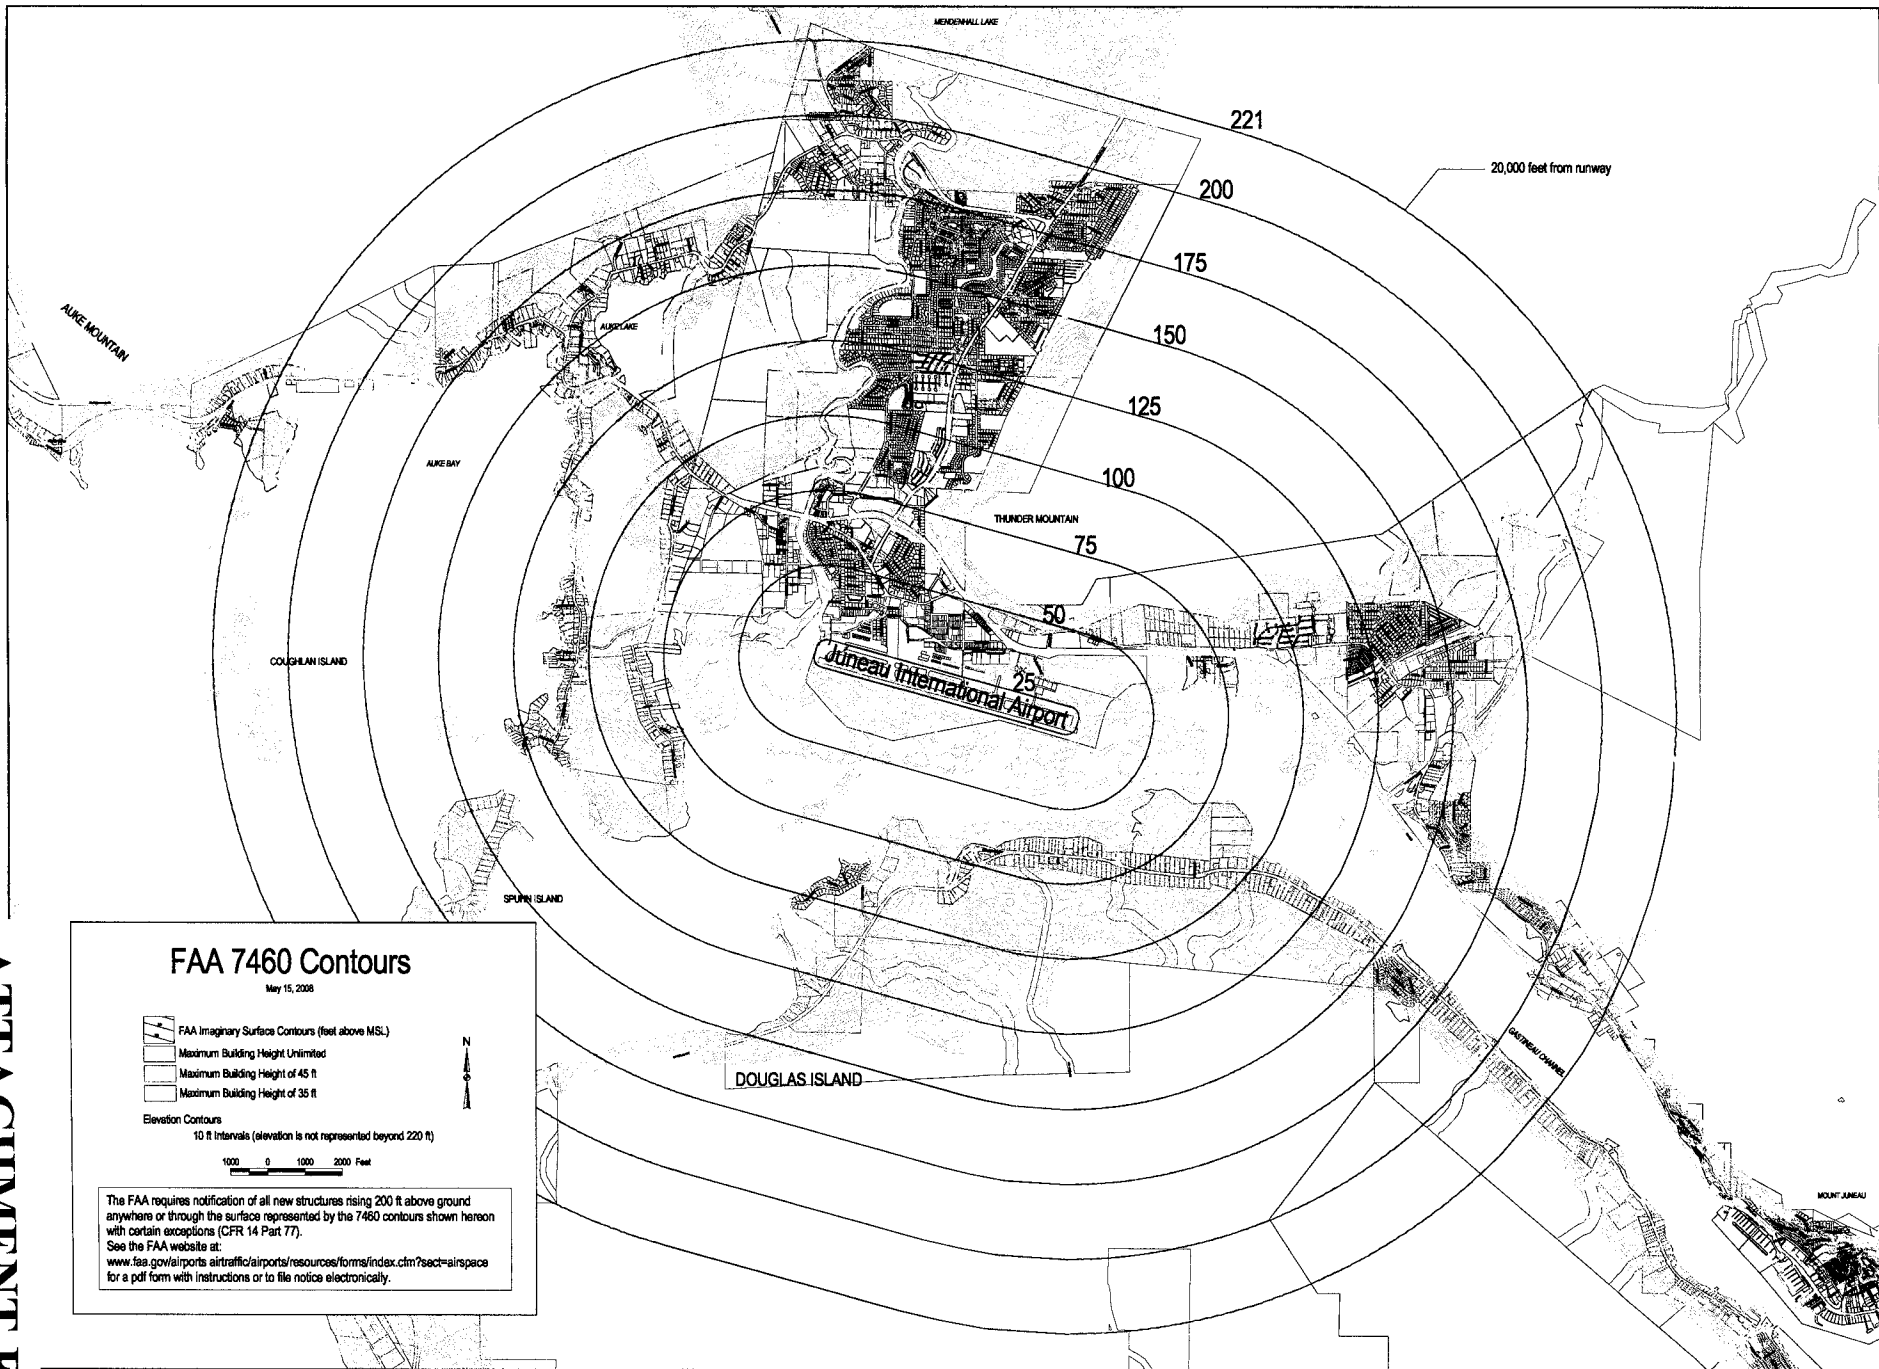 MENDENHALL LAKE
221
20,000 feet from runway
200
175
AUKE MOUNTAIN
AUKE LAKE
150
125
AUKE BAY
100
THUNDER MOUNTAIN
75
50
COUGHLAN ISLAND
Juneau International Airport
25
SPUHN ISLAND
FAA 7460 Contours
May 15, 2008
FAA Imaginary Surface Contours (feet above MSL)
Maximum Building Height Unlimited
Maximum Building Height of 45 ft
Maximum Building Height of 35 ft
N
Elevation Contours
10 ft intervals (elevation is not represented beyond 220 ft)
1000 0 1000 2000 Feet
The FAA requires notification of all new structures rising 200 ft above ground
anywhere or through the surface represented by the 7460 contours shown hereon
with certain exceptions (CFR 14 Part 77).
See the FAA website at:
www.faa.gov/airports airtraffic/airports/resources/forms/index.cfm?sect=airspace
for a pdf form with instructions or to file notice electronically.
DOUGLAS ISLAND
GASTINEAU CHANNEL
MOUNT JUNEAU
ATTACHMENT